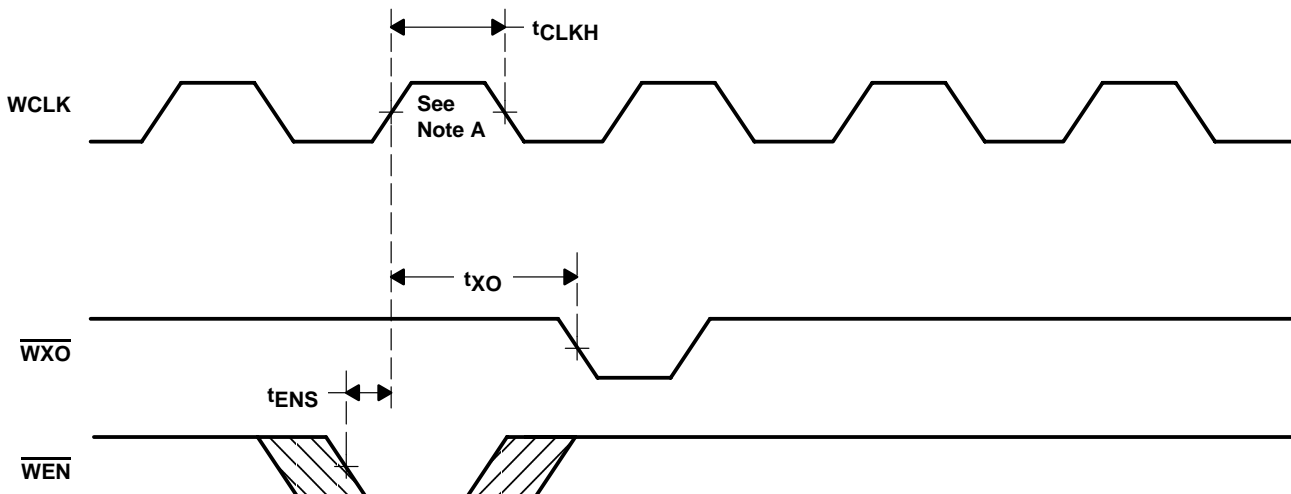 tCLKH
WCLK
See
Note A
tXO
WXO
tENS
WEN